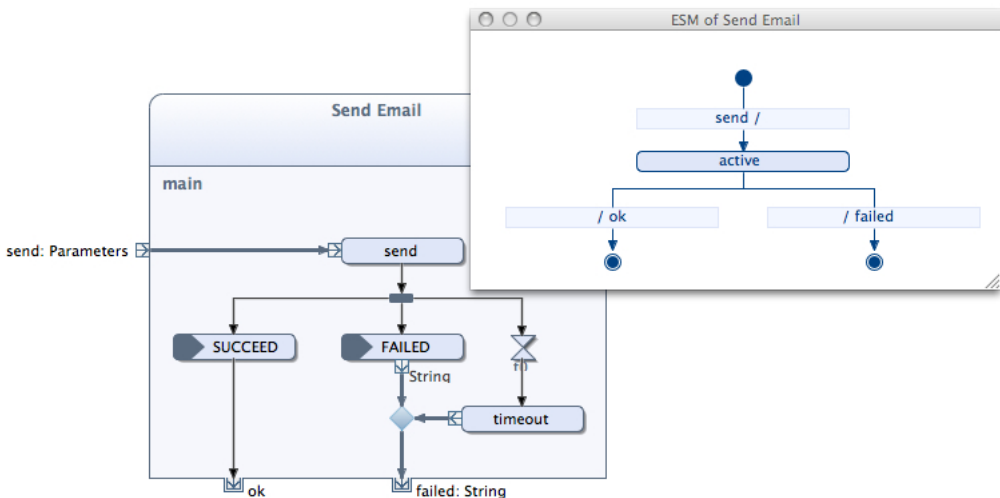 ESM of Send Email
send /
active
/ ok
/ failed
Send Email
main
send: Parameters
send
SUCCEED
FAILED
String
t0
timeout
ok
failed: String